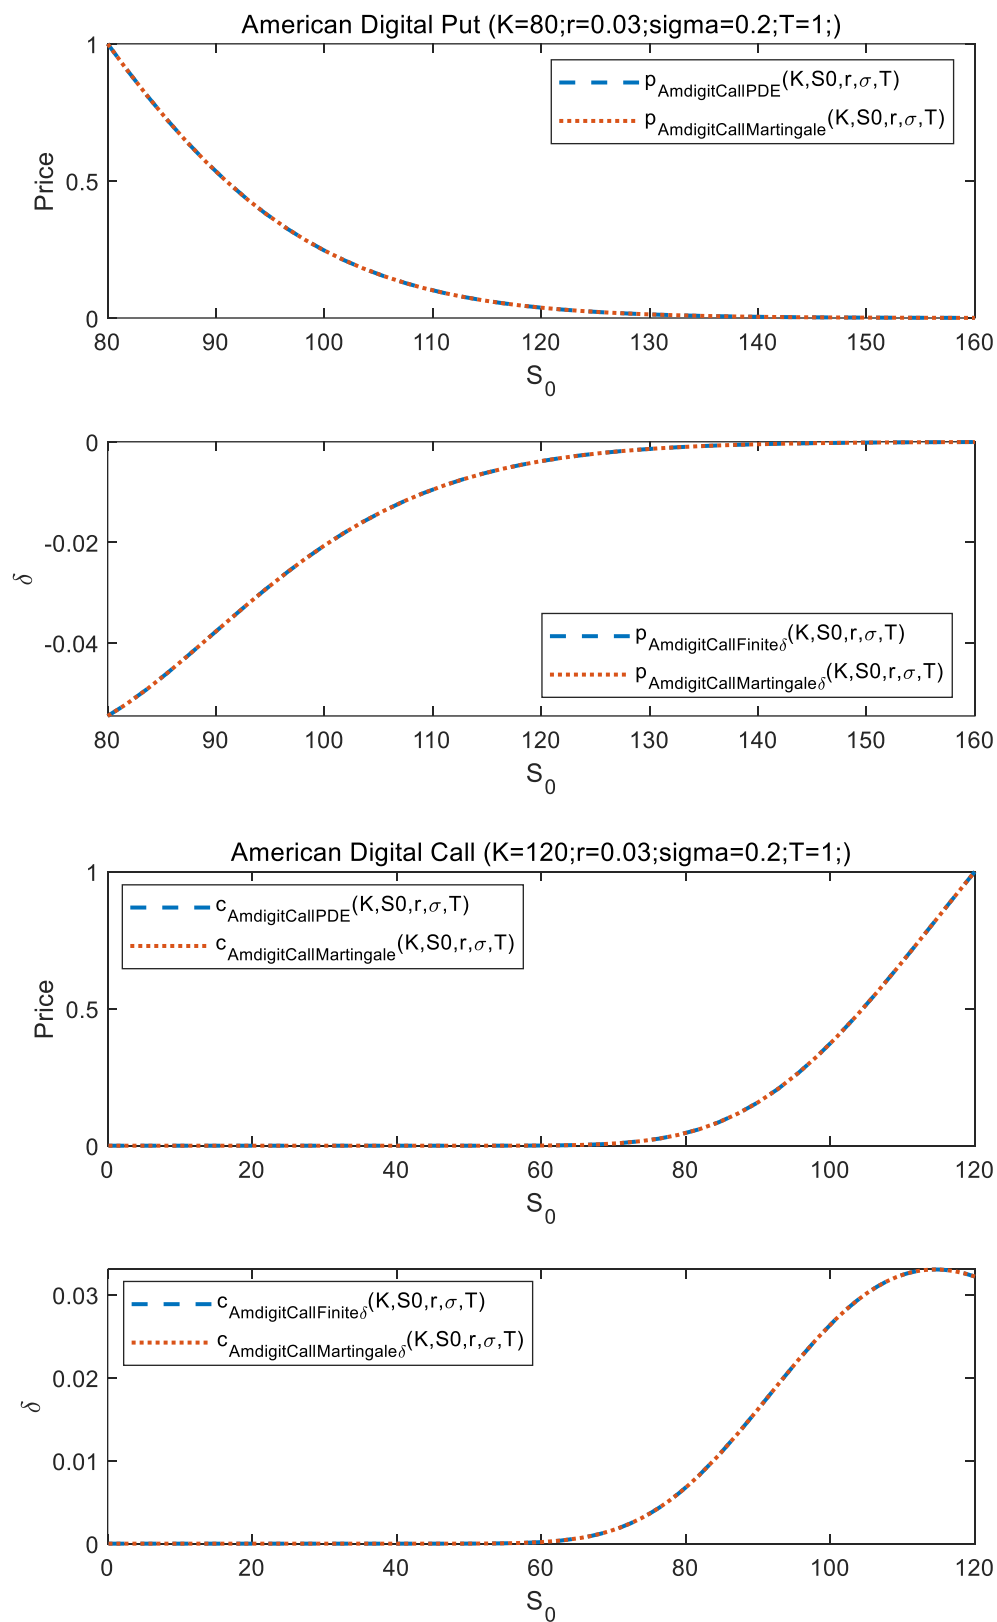 American Digital Put (K=80;r=0.03;sigma=0.2;T=1;)
1
0.5
0
Price
p_AmdigitCallPDE(K,S0,r,σ,T)
p_AmdigitCallMartingale(K,S0,r,σ,T)
80 90 100 110 120 130 140 150 160
S_0
0
-0.02
-0.04
δ
p_AmdigitCallFiniteδ(K,S0,r,σ,T)
p_AmdigitCallMartingaleδ(K,S0,r,σ,T)
80 90 100 110 120 130 140 150 160
S_0
American Digital Call (K=120;r=0.03;sigma=0.2;T=1;)
1
0.5
0
Price
c_AmdigitCallPDE(K,S0,r,σ,T)
c_AmdigitCallMartingale(K,S0,r,σ,T)
0 20 40 60 80 100 120
S_0
0.03
0.02
0.01
0
δ
c_AmdigitCallFiniteδ(K,S0,r,σ,T)
c_AmdigitCallMartingaleδ(K,S0,r,σ,T)
0 20 40 60 80 100 120
S_0